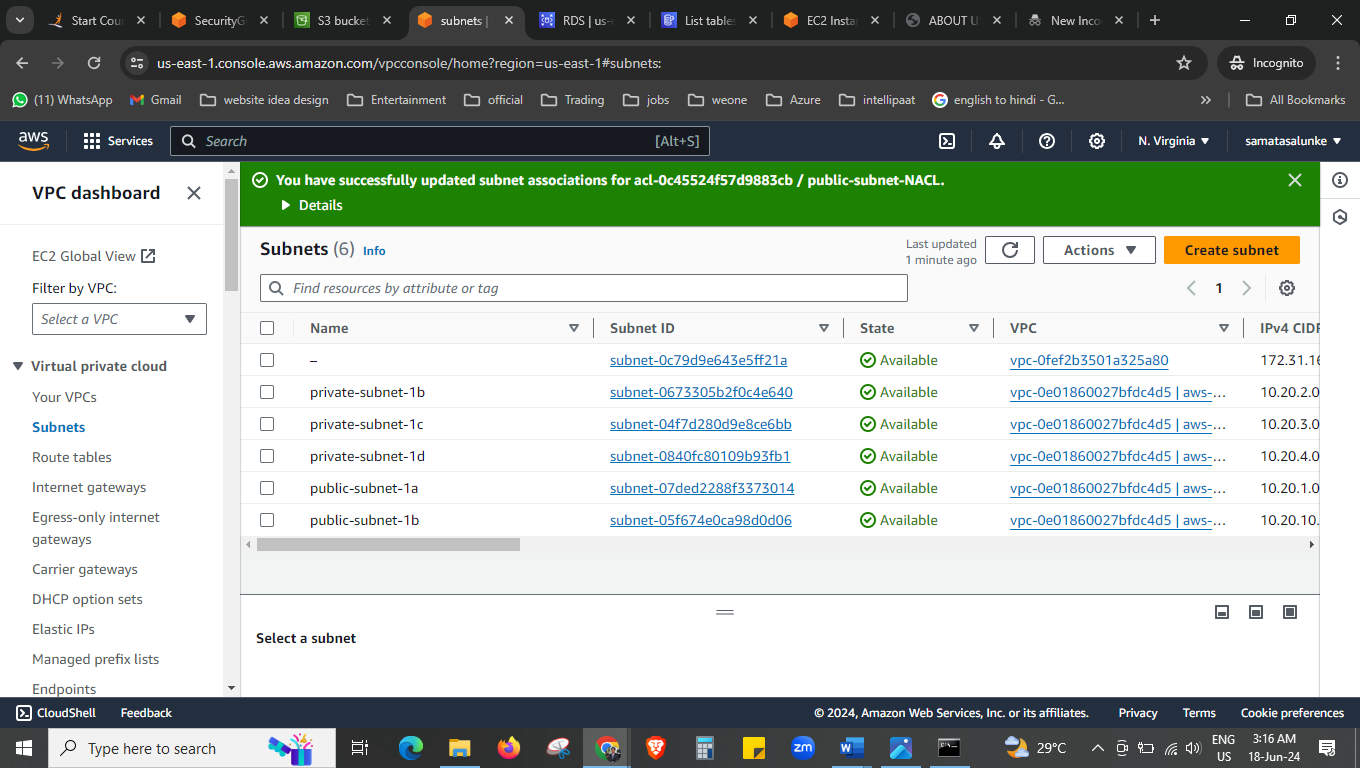 Start Cour
SecurityGr
S3 bucket
subnets |
RDS | us-e
List tables
EC2 Instan
ABOUT U
New Inco
us-east-1.console.aws.amazon.com/vpcconsole/home?region=us-east-1#subnets:
Incognito
(11) WhatsApp
Gmail
website idea design
Entertainment
official
Trading
jobs
weone
Azure
intellipaat
english to hindi - G...
All Bookmarks
aws
Services
Search
[Alt+S]
N. Virginia
samatasalunke
VPC dashboard
EC2 Global View
Filter by VPC:
Select a VPC
Virtual private cloud
Your VPCs
Subnets
Route tables
Internet gateways
Egress-only internet
gateways
Carrier gateways
DHCP option sets
Elastic IPs
Managed prefix lists
Endpoints
You have successfully updated subnet associations for acl-0c45524f57d9883cb / public-subnet-NACL.
Details
Subnets (6) Info
Last updated
1 minute ago
Actions
Create subnet
Find resources by attribute or tag
1
Name Subnet ID State VPC IPv4 CIDR
– subnet-0c79d9e643e5ff21a Available vpc-0fef2b3501a325a80 172.31.16
private-subnet-1b subnet-0673305b2f0c4e640 Available vpc-0e01860027bfdc4d5 | aws-... 10.20.2.0
private-subnet-1c subnet-04f7d280d9e8ce6bb Available vpc-0e01860027bfdc4d5 | aws-... 10.20.3.0
private-subnet-1d subnet-0840fc80109b93fb1 Available vpc-0e01860027bfdc4d5 | aws-... 10.20.4.0
public-subnet-1a subnet-07ded2288f3373014 Available vpc-0e01860027bfdc4d5 | aws-... 10.20.1.0
public-subnet-1b subnet-05f674e0ca98d0d06 Available vpc-0e01860027bfdc4d5 | aws-... 10.20.10.
Select a subnet
CloudShell
Feedback
© 2024, Amazon Web Services, Inc. or its affiliates.
Privacy
Terms
Cookie preferences
Type here to search
zm
29°C
ENG
US
3:16 AM
18-Jun-24